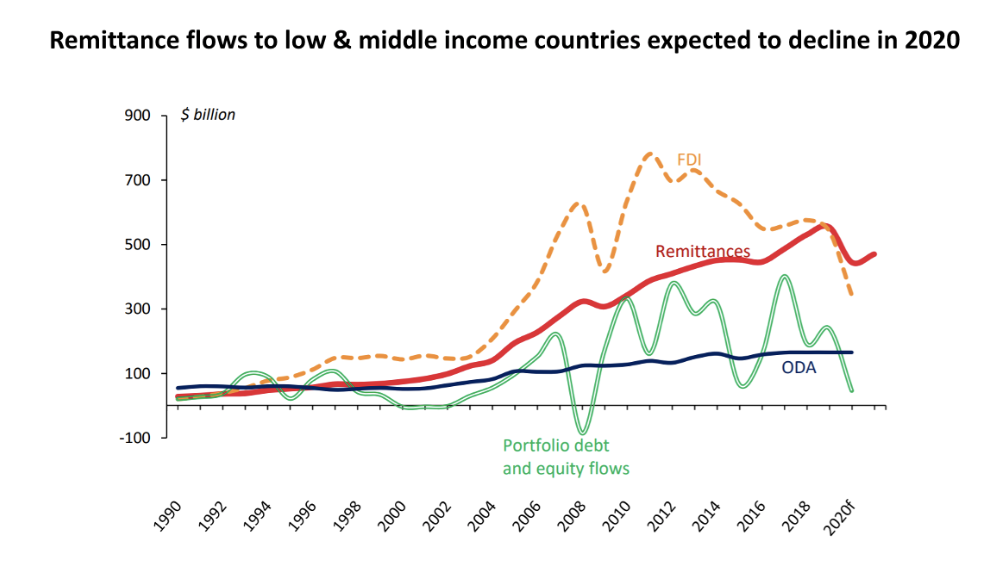 Remittance flows to low & middle income countries expected to decline in 2020
$ billion
900
700
500
300
100
-100
FDI
Remittances
ODA
Portfolio debt
and equity flows
1990
1992
1994
1996
1998
2000
2002
2004
2006
2008
2010
2012
2014
2016
2018
2020f